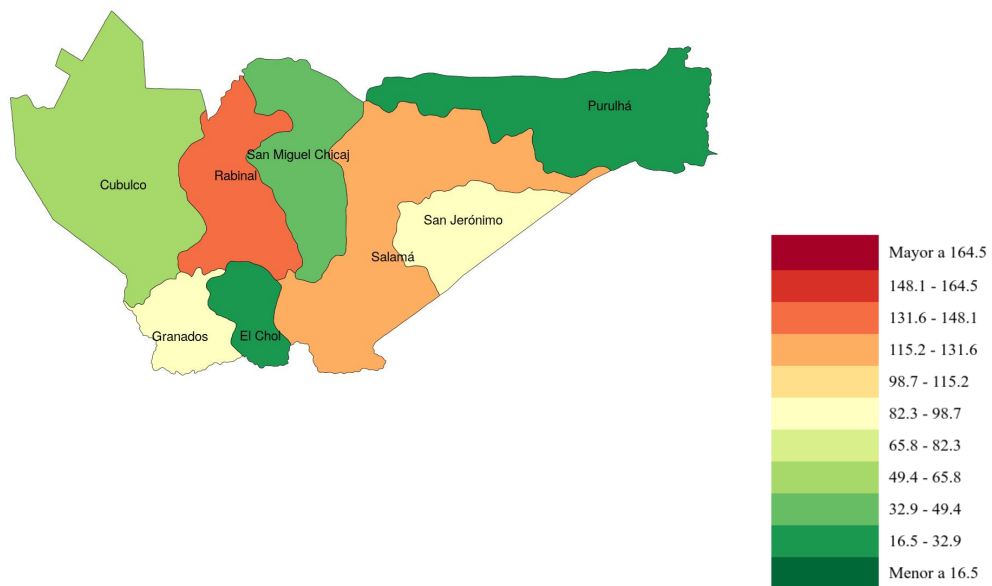 Purulhá
San Miguel Chicaj
Rabinal
Cubulco
San Jerónimo
Salamá
Granados
El Chol
Mayor a 164.5
148.1 - 164.5
131.6 - 148.1
115.2 - 131.6
98.7 - 115.2
82.3 - 98.7
65.8 - 82.3
49.4 - 65.8
32.9 - 49.4
16.5 - 32.9
Menor a 16.5